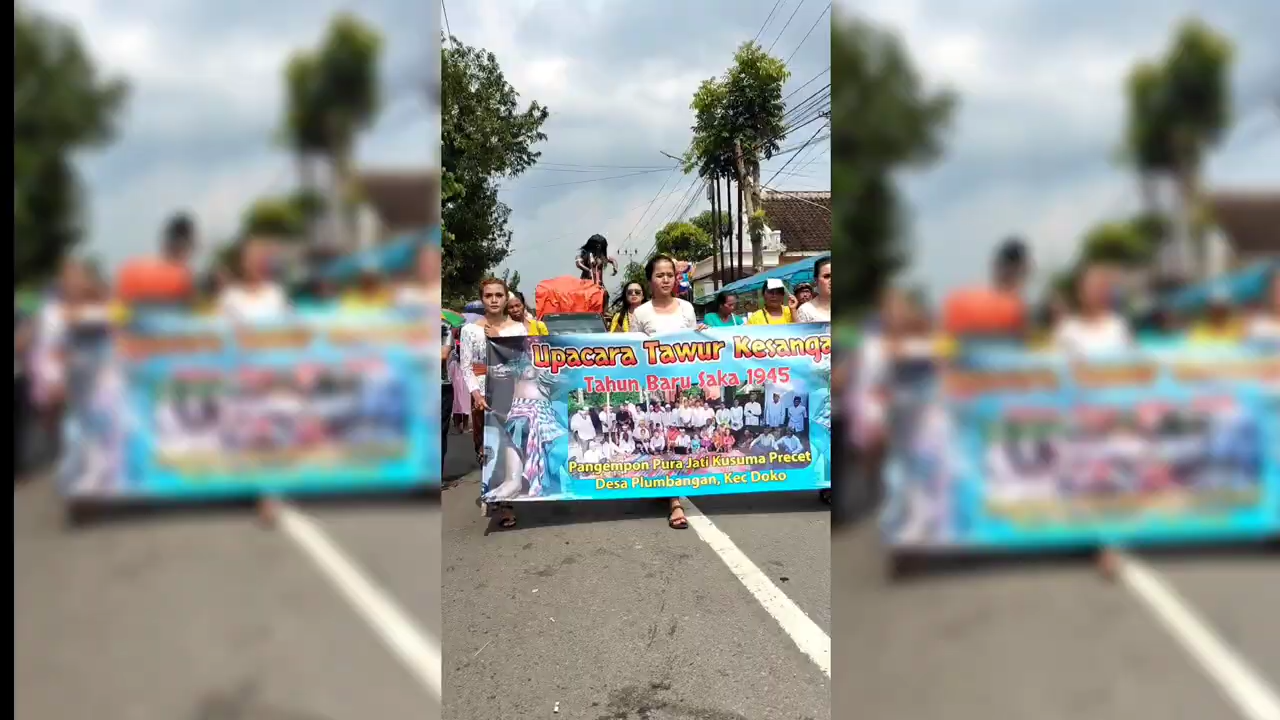 Upacara Tawur Kesanga
Tahun Baru Saka 1945
Pangempon Pura Jati Kusuma Precet
Desa Plumbangan, Kec Doko